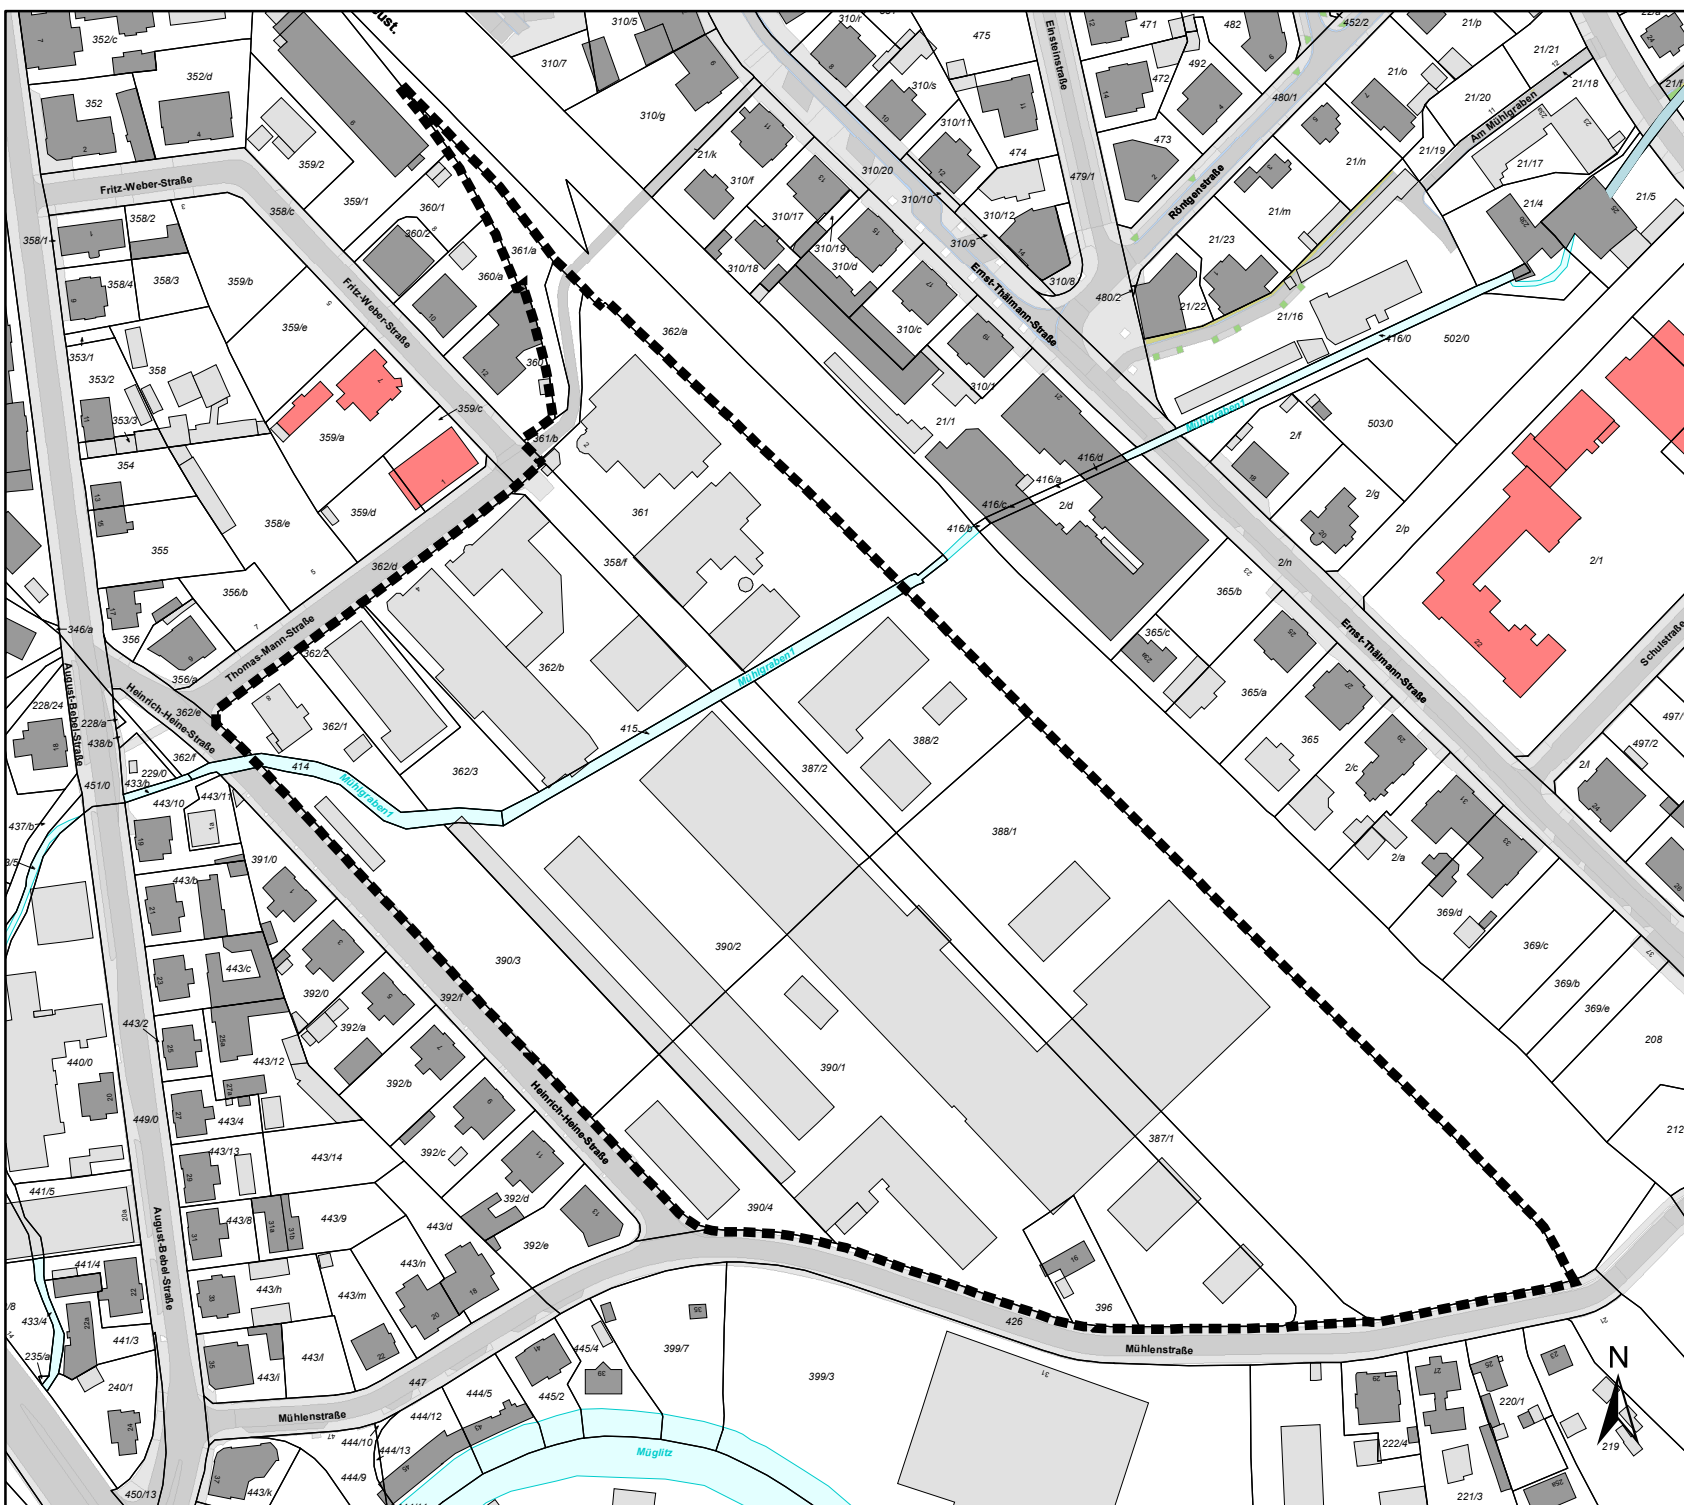 ust.
352/c
352/d
352
310/5
310/7
310/g
310/r
310/s
475
471
482
452/2
21/p
21/21
21/18
21/20
21/o
492
472
480/1
Einsteinstraße
Am Mühlgraben
21/19
21/17
21/n
21/4
21/5
21/m
21/23
473
474
479/1
Röntgenstraße
310/11
310/20
310/10
310/12
310/9
310/8
310/f
310/17
310/19
310/18
310/d
310/c
310/1
21/k
Fritz-Weber-Straße
359/2
359/1
358/c
360/1
360/2
361/a
360/a
360
358/1
358/2
358/3
358/4
359/b
359/e
Fritz-Weber-Straße
362/a
Ernst-Thälmann-Straße
480/2
21/22
21/16
416/0
502/0
353/1
353/2
358
353/3
354
359/c
359/a
361/b
359/d
358/e
355
21/1
Mühlgraben1
2/f
503/0
416/d
416/a
416/c
416/b
2/d
2/g
2/p
2/1
2/n
361
358/f
362/d
356/b
356
356/a
346/a
Thomas-Mann-Straße
362/2
362/b
365/b
365/c
365/a
365
Ernst-Thälmann-Straße
Schulstraße
Mühlgraben1
415
362/e
Heinrich-Heine-Straße
August-Bebel-Straße
228/24
228/a
438/b
362/f
229/0
433/b
451/0
443/10
443/11
437/b
362/1
362/3
414
Mühlgraben1
388/2
387/2
388/1
2/c
2/a
2/l
497/2
369/d
369/c
369/b
369/e
208
212
391/0
443/b
443/c
392/0
392/a
392/f
392/b
390/3
390/2
390/1
443/2
440/0
443/12
449/0
443/4
443/13
443/14
392/c
392/d
392/e
Heinrich-Heine-Straße
390/4
387/1
396
426
Mühlenstraße
441/5
443/8
443/9
443/d
443/n
443/h
443/m
443/l
443/i
441/4
433/4
441/3
235/a
240/1
August-Bebel-Straße
447
Mühlenstraße
444/5
445/4
445/2
444/12
444/10
444/13
444/9
399/7
399/3
443/k
450/13
Müglitz
222/4
220/1
221/3
219
N